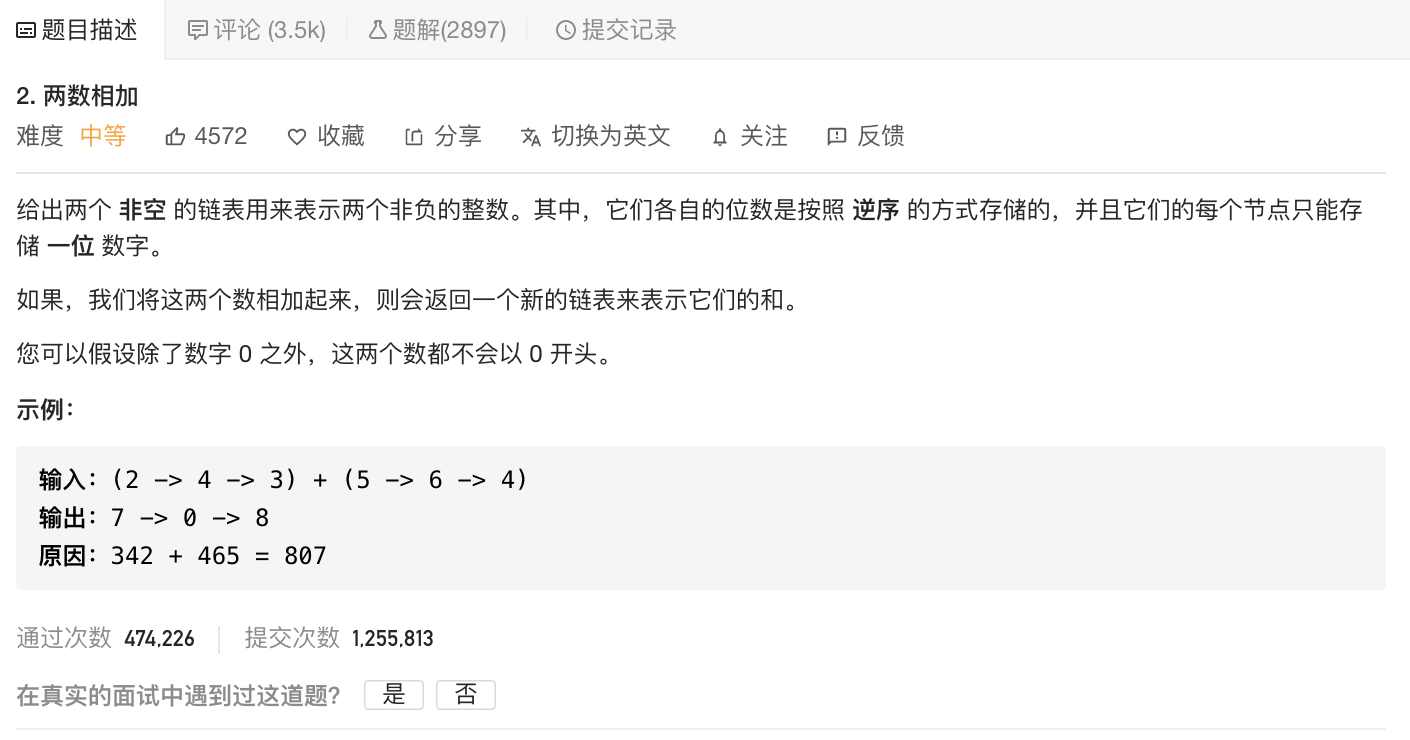 题目描述 评论 (3.5k) 题解(2897) 提交记录
2. 两数相加
难度 中等 4572 收藏 分享 切换为英文 关注 反馈
给出两个 非空 的链表用来表示两个非负的整数。其中，它们各自的位数是按照 逆序 的方式存储的，并且它们的每个节点只能存
储 一位 数字。
如果，我们将这两个数相加起来，则会返回一个新的链表来表示它们的和。
您可以假设除了数字 0 之外，这两个数都不会以 0 开头。
示例：
输入：(2 -> 4 -> 3) + (5 -> 6 -> 4)
输出：7 -> 0 -> 8
原因：342 + 465 = 807
通过次数 474,226 提交次数 1,255,813
在真实的面试中遇到过这道题? 是 否